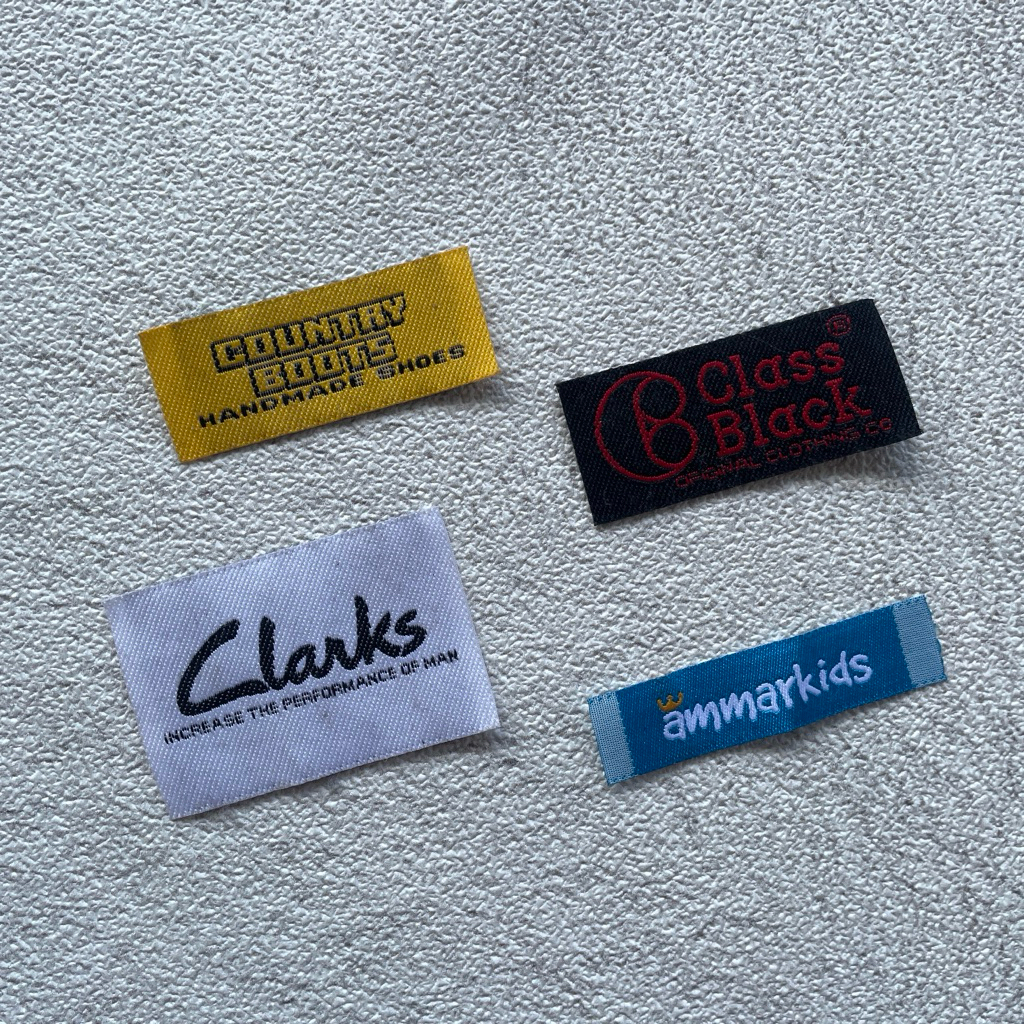 COUNTRY
BOOTS
HANDMADE SHOES
Class®
Black
ORIGINAL CLOTHING CO
Clarks
INCREASE THE PERFORMANCE OF MAN
ammarkids